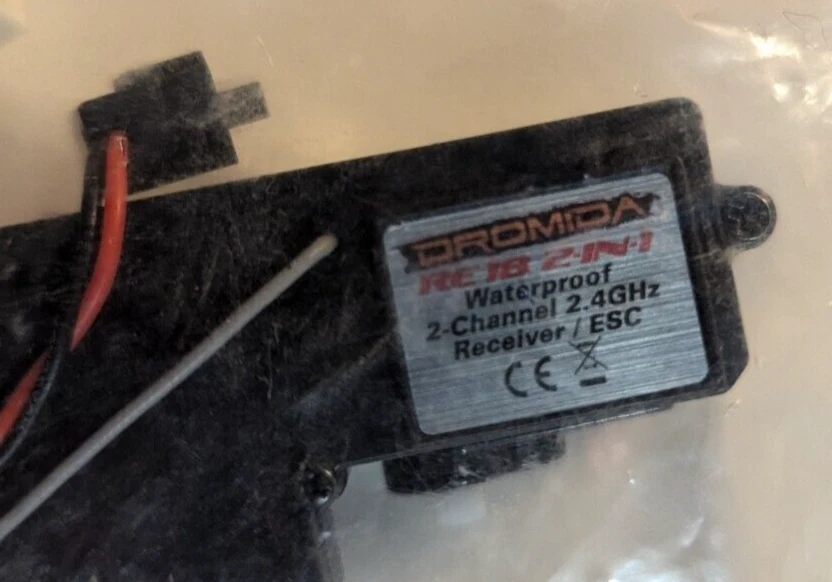 DROMIDA
RE18 2-IN-1
Waterproof
2-Channel 2.4GHz
Receiver / ESC
CE